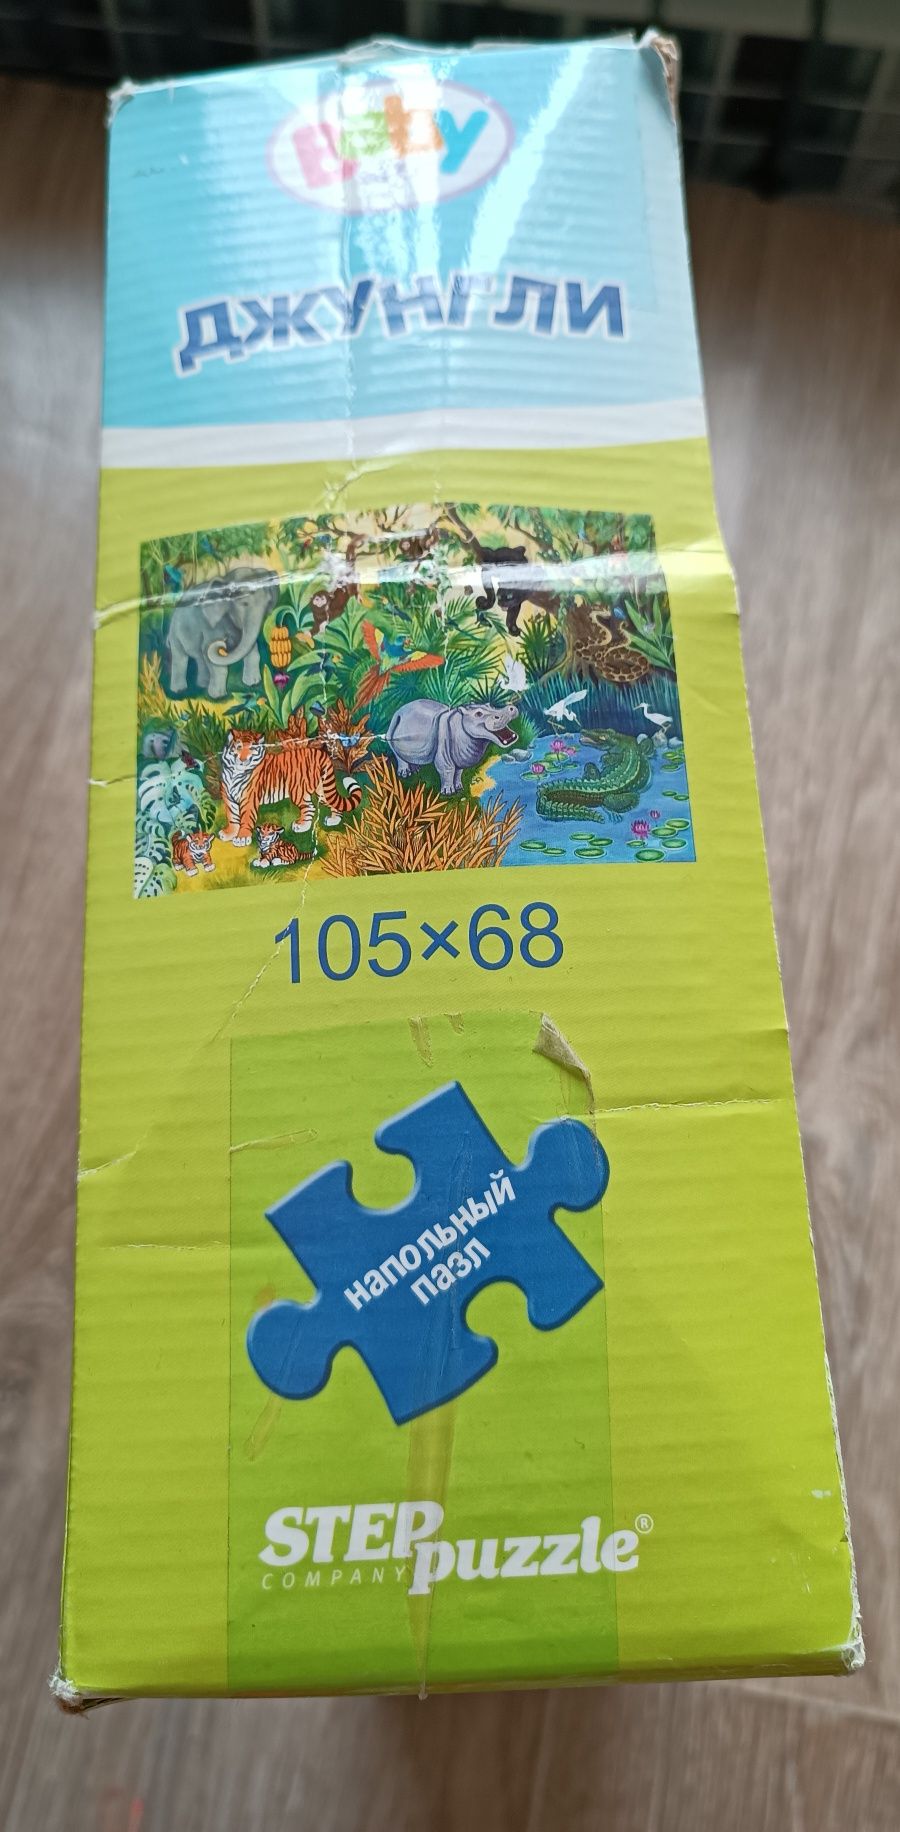 Baby
ДЖУНГЛИ
105×68
напольный
пазл
STEP
puzzle®
COMPANY